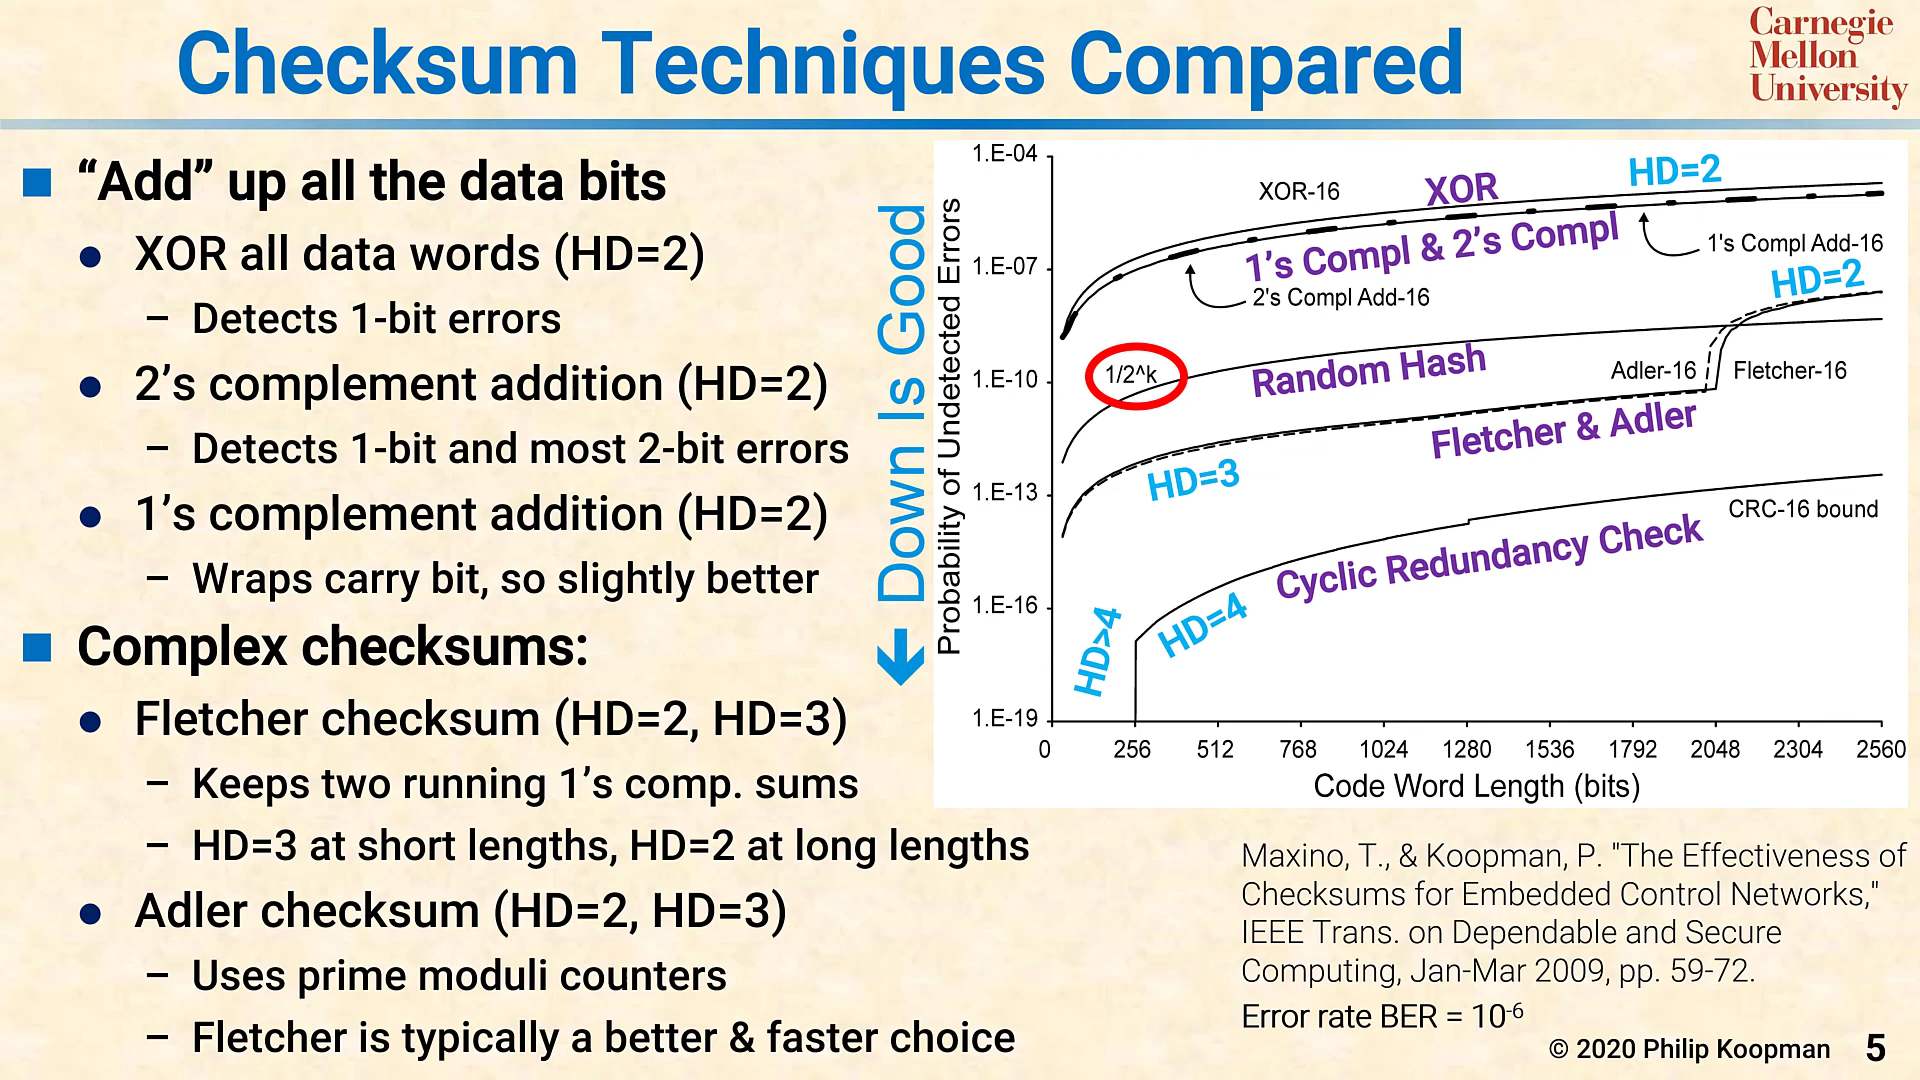 Checksum Techniques Compared
Carnegie
Mellon
University
“Add” up all the data bits
XOR all data words (HD=2)
– Detects 1-bit errors
2’s complement addition (HD=2)
– Detects 1-bit and most 2-bit errors
1’s complement addition (HD=2)
– Wraps carry bit, so slightly better
Complex checksums:
Fletcher checksum (HD=2, HD=3)
– Keeps two running 1’s comp. sums
– HD=3 at short lengths, HD=2 at long lengths
Adler checksum (HD=2, HD=3)
– Uses prime moduli counters
– Fletcher is typically a better & faster choice
Down Is Good
Probability of Undetected Errors
1.E-04
1.E-07
1.E-10
1.E-13
1.E-16
1.E-19
XOR-16
XOR
HD=2
1’s Compl & 2’s Compl
1's Compl Add-16
2's Compl Add-16
HD=2
1/2^k
Random Hash
Adler-16
Fletcher-16
Fletcher & Adler
HD=3
CRC-16 bound
Cyclic Redundancy Check
HD>4
HD=4
0 256 512 768 1024 1280 1536 1792 2048 2304 2560
Code Word Length (bits)
Maxino, T., & Koopman, P. "The Effectiveness of
Checksums for Embedded Control Networks,"
IEEE Trans. on Dependable and Secure
Computing, Jan-Mar 2009, pp. 59-72.
Error rate BER = 10-6
© 2020 Philip Koopman 5